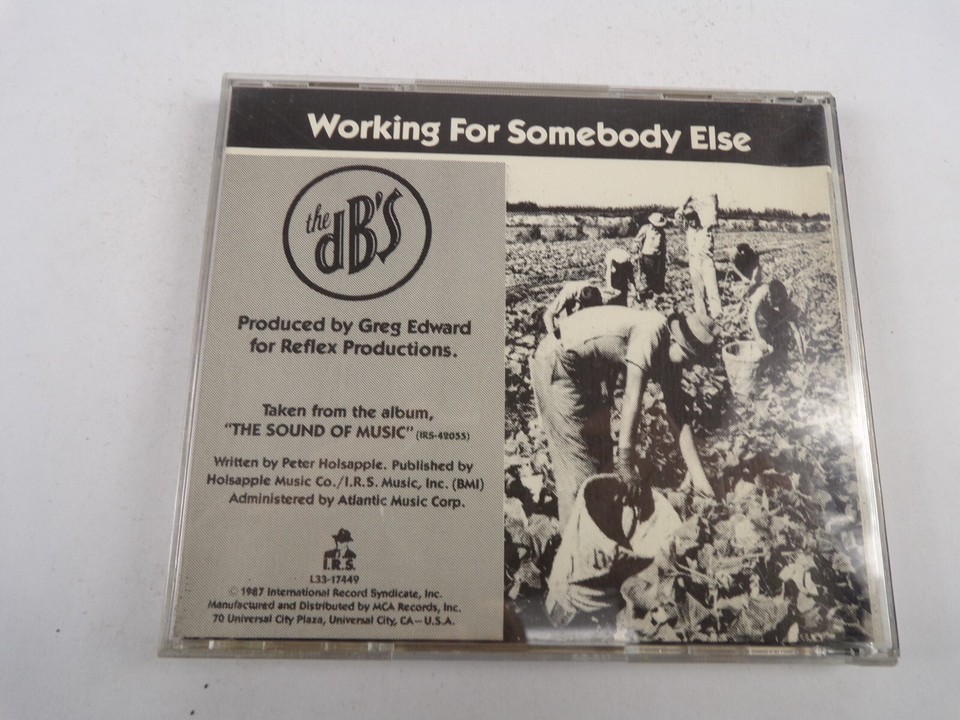 Working For Somebody Else
the dB's
Produced by Greg Edward
for Reflex Productions.
Taken from the album,
"THE SOUND OF MUSIC" (IRS-42055)
Written by Peter Holsapple. Published by
Holsapple Music Co./I.R.S. Music, Inc. (BMI)
Administered by Atlantic Music Corp.
I.R.S.
L33-17449
© 1987 International Record Syndicate, Inc.
Manufactured and Distributed by MCA Records, Inc.
70 Universal City Plaza, Universal City, CA—U.S.A.